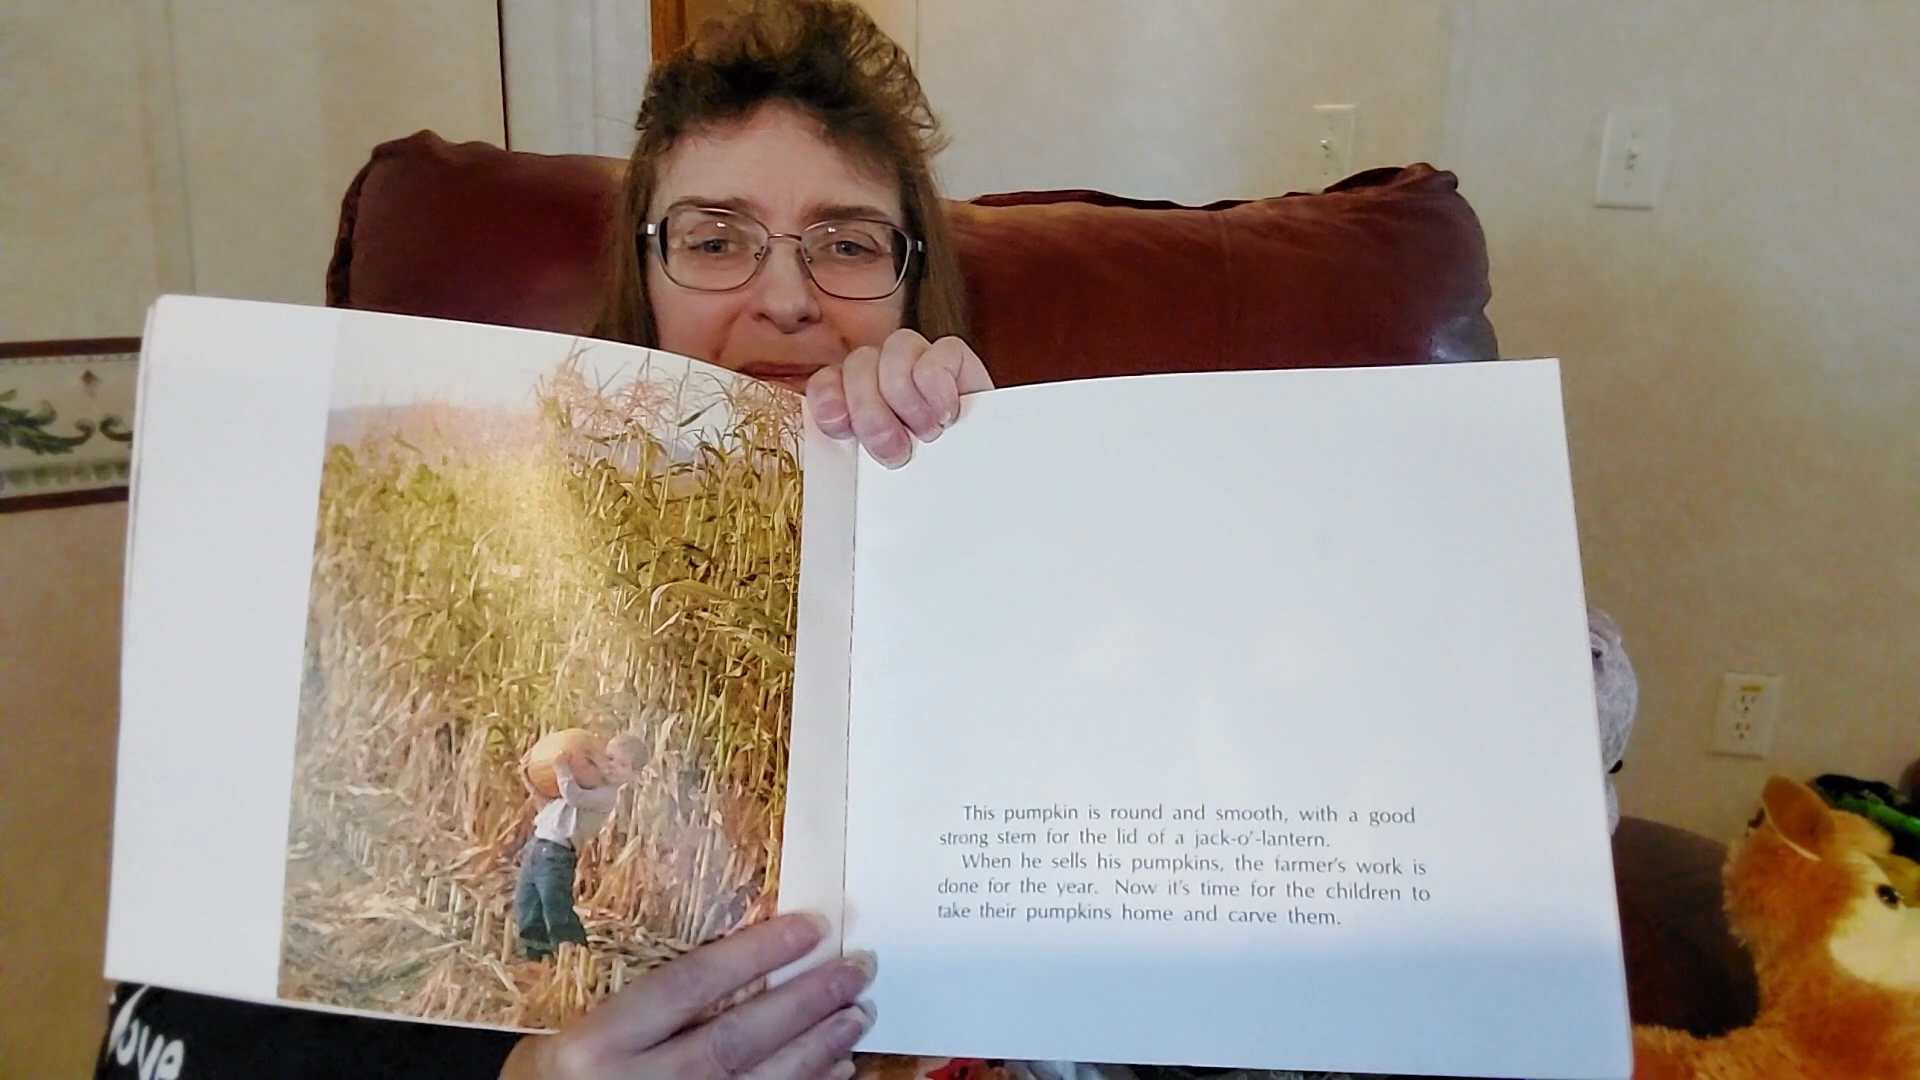 This pumpkin is round and smooth, with a good
strong stem for the lid of a jack-o'-lantern.
When he sells his pumpkins, the farmer's work is
done for the year. Now it's time for the children to
take their pumpkins home and carve them.
love